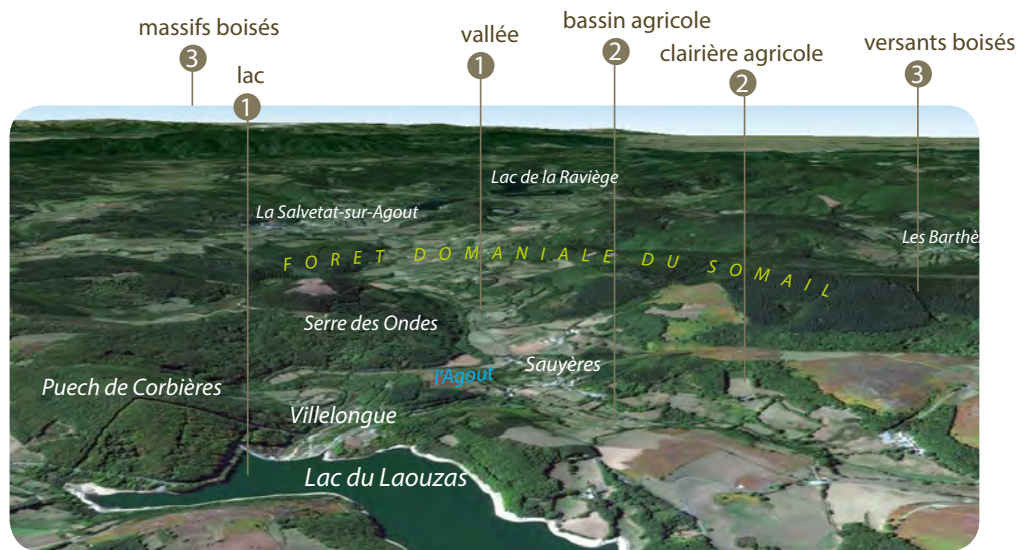 massifs boisés
3
lac
1
vallée
1
bassin agricole
2
clairière agricole
2
versants boisés
3
Lac de la Raviège
La Salvetat-sur-Agout
Les Barthè
FORET DOMANIALE DU SOMAIL
Serre des Ondes
Sauyères
l'Agout
Puech de Corbières
Villelongue
Lac du Laouzas